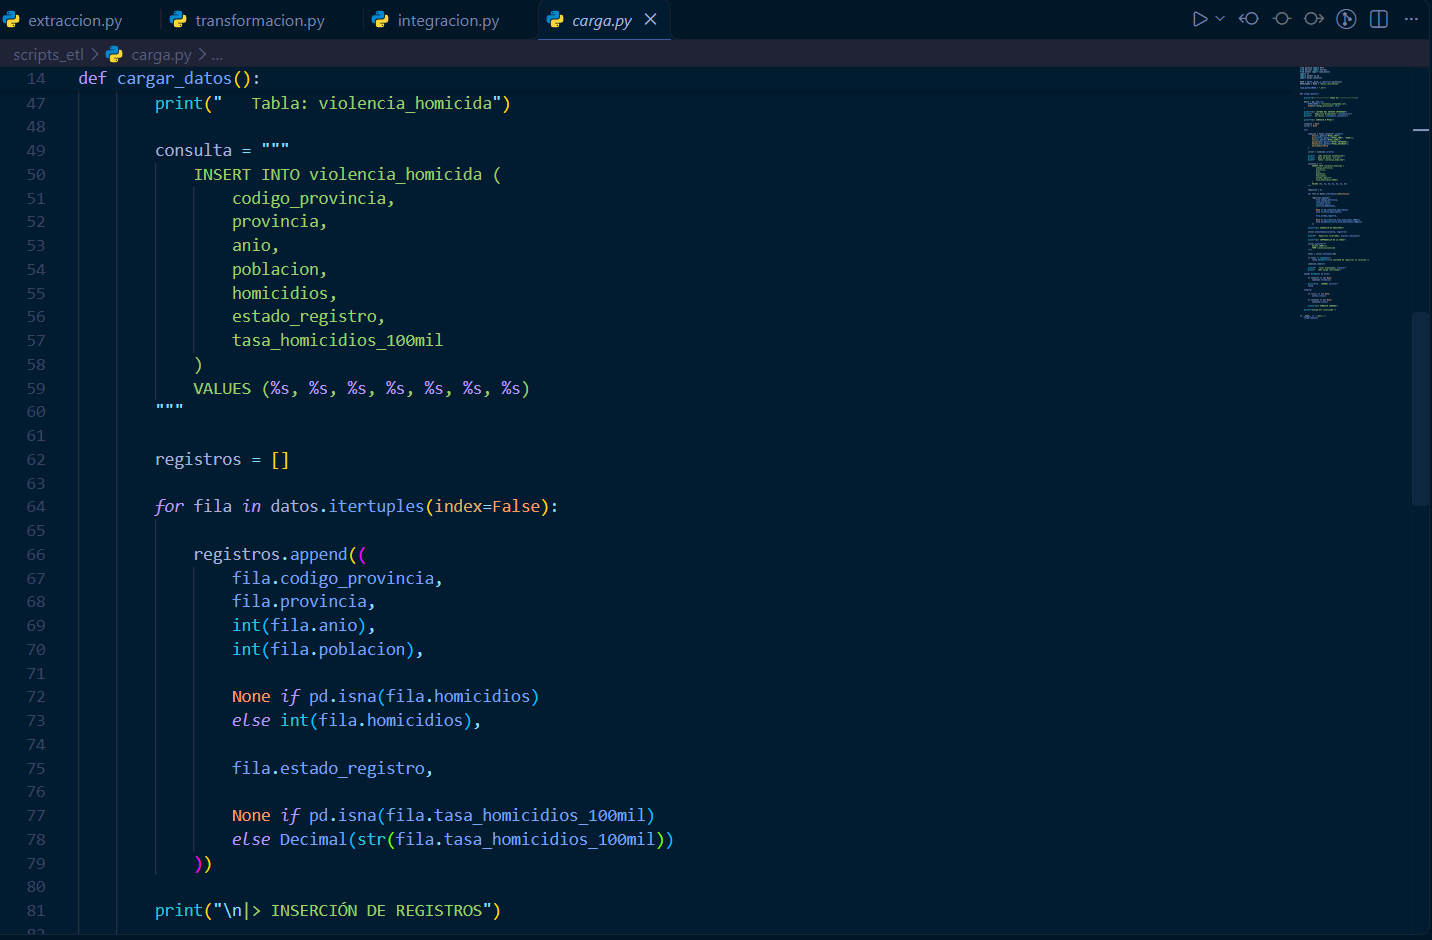 extraccion.py transformacion.py integracion.py carga.py
scripts_etl > carga.py > ...
14 def cargar_datos():
47 print("   Tabla: violencia_homicida")
48
49 consulta = """
50 INSERT INTO violencia_homicida (
51 codigo_provincia,
52 provincia,
53 anio,
54 poblacion,
55 homicidios,
56 estado_registro,
57 tasa_homicidios_100mil
58 )
59 VALUES (%s, %s, %s, %s, %s, %s, %s)
60 """
61
62 registros = []
63
64 for fila in datos.itertuples(index=False):
65
66 registros.append((
67 fila.codigo_provincia,
68 fila.provincia,
69 int(fila.anio),
70 int(fila.poblacion),
71
72 None if pd.isna(fila.homicidios)
73 else int(fila.homicidios),
74
75 fila.estado_registro,
76
77 None if pd.isna(fila.tasa_homicidios_100mil)
78 else Decimal(str(fila.tasa_homicidios_100mil))
79 ))
80
81 print("\n|> INSERCIÓN DE REGISTROS")
82